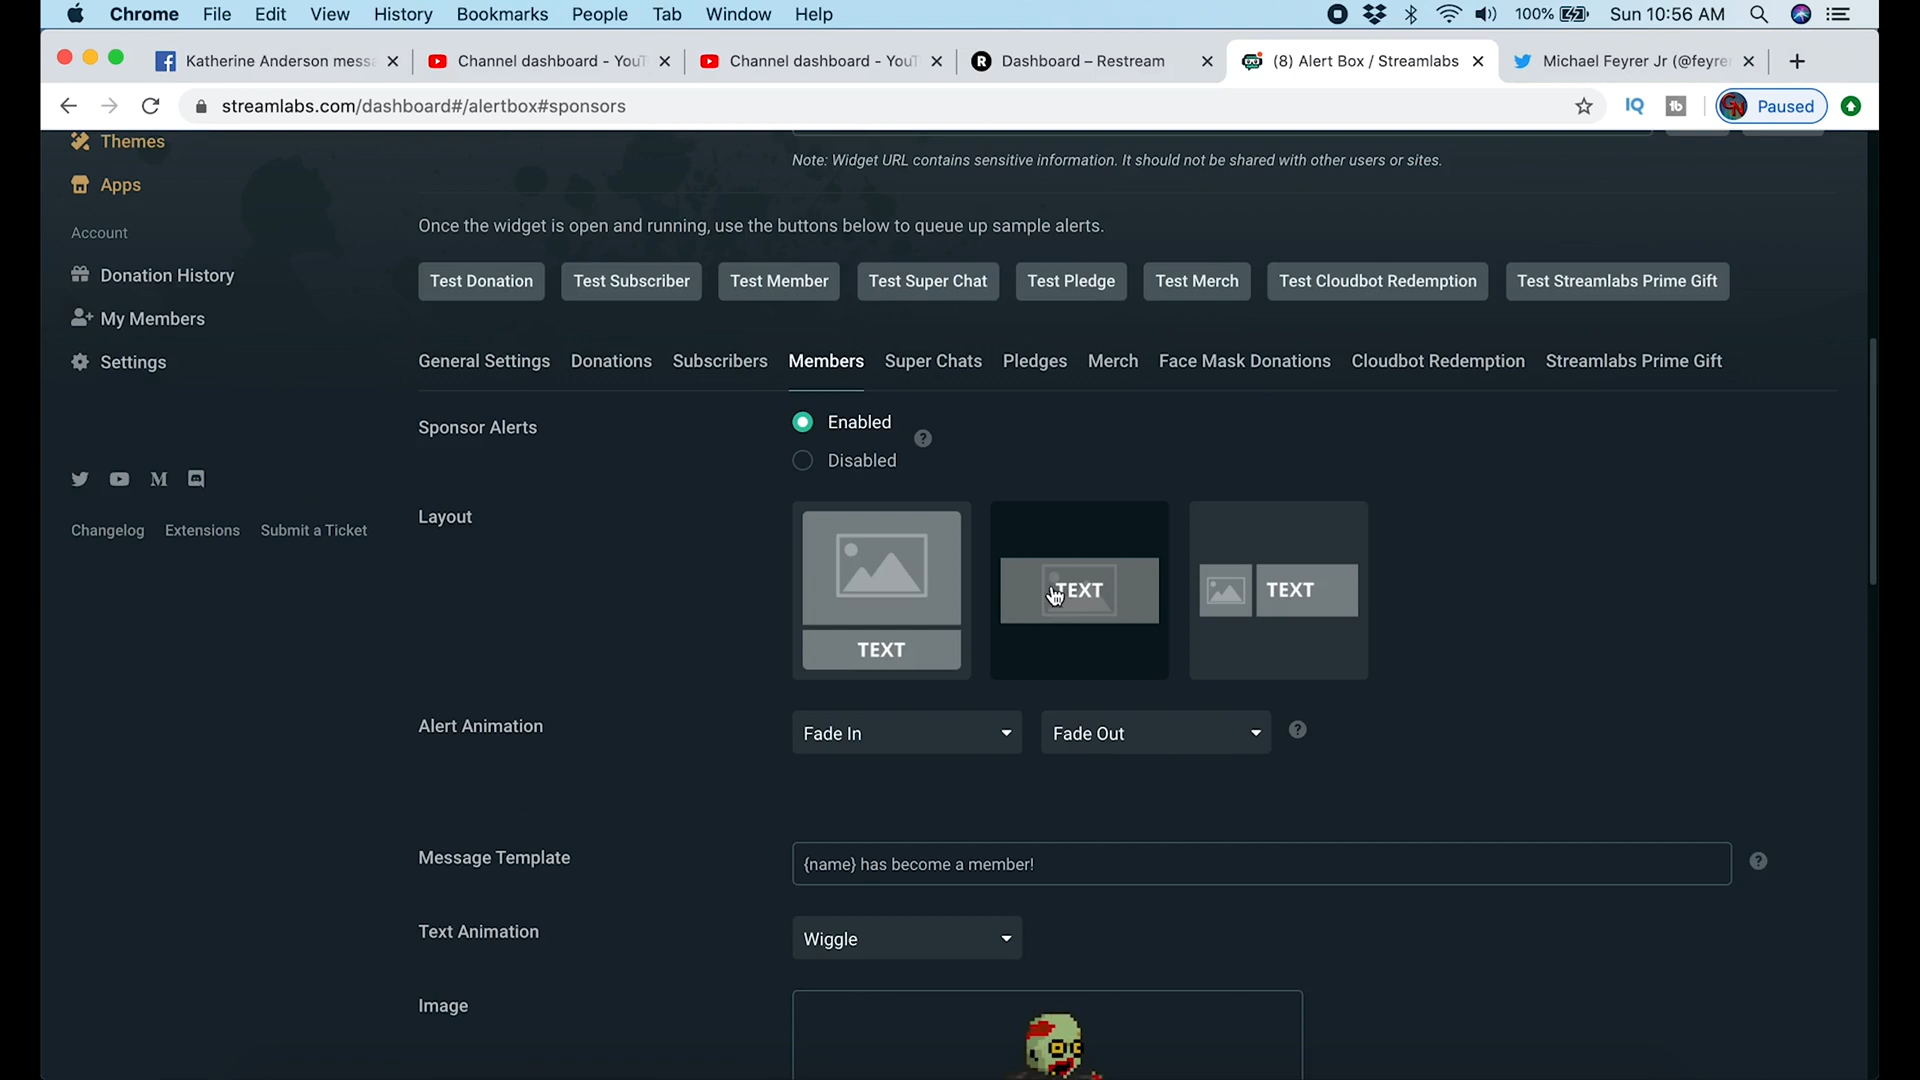 Chrome File Edit View History Bookmarks People Tab Window Help 100% Sun 10:56 AM
Katherine Anderson messa Channel dashboard - YouT Channel dashboard - YouT Dashboard – Restream (8) Alert Box / Streamlabs Michael Feyrer Jr (@feyre
streamlabs.com/dashboard#/alertbox#sponsors IQ tb GN Paused
Themes
Note: Widget URL contains sensitive information. It should not be shared with other users or sites.
Apps
Once the widget is open and running, use the buttons below to queue up sample alerts.
Account
Donation History
Test Donation Test Subscriber Test Member Test Super Chat Test Pledge Test Merch Test Cloudbot Redemption Test Streamlabs Prime Gift
My Members
Settings
General Settings Donations Subscribers Members Super Chats Pledges Merch Face Mask Donations Cloudbot Redemption Streamlabs Prime Gift
Sponsor Alerts
Enabled
?
Disabled
M
Changelog Extensions Submit a Ticket
Layout
TEXT
TEXT
TEXT
Alert Animation
Fade In Fade Out ?
Message Template
{name} has become a member! ?
Text Animation
Wiggle
Image